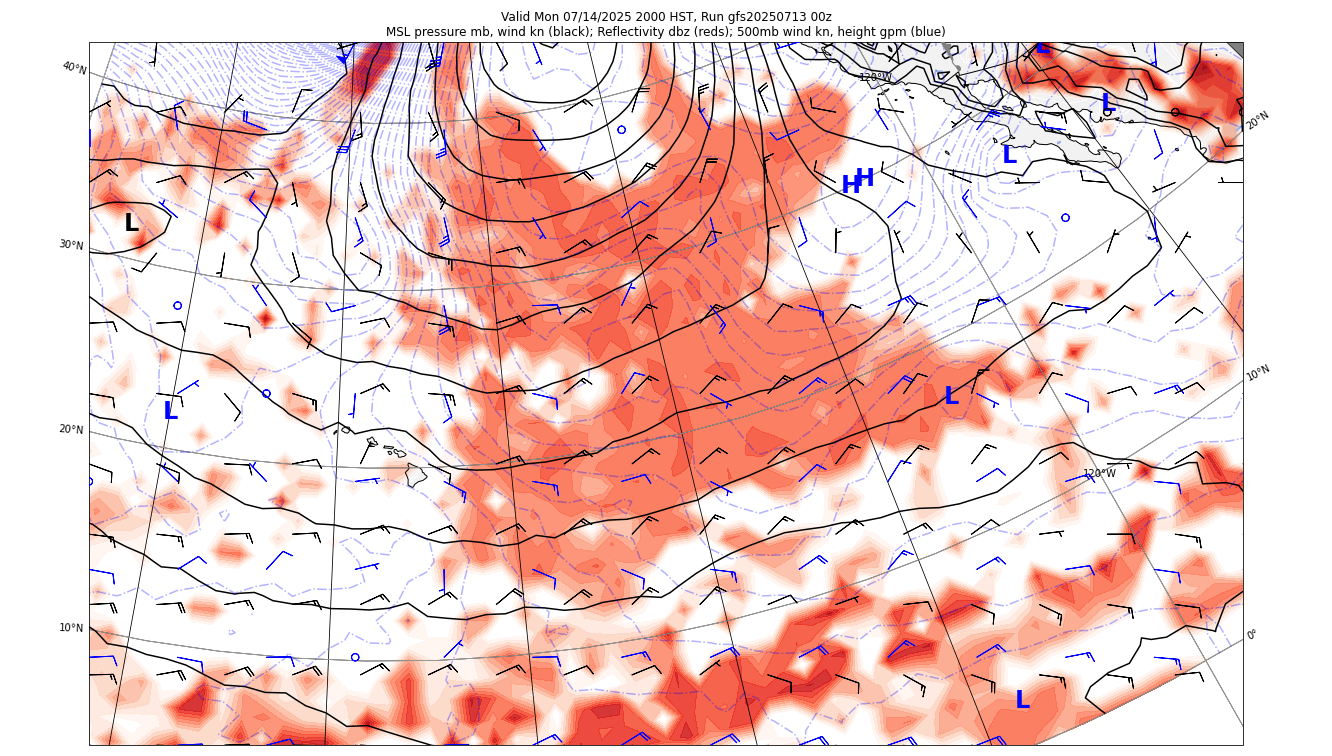 Valid Mon 07/14/2025 2000 HST, Run gfs20250713 00z
MSL pressure mb, wind kn (black); Reflectivity dbz (reds); 500mb wind kn, height gpm (blue)
L
40°N
120°W
L
20°N
L
H
H
L
30°N
10°N
L
L
20°N
120°W
10°N
0°
L